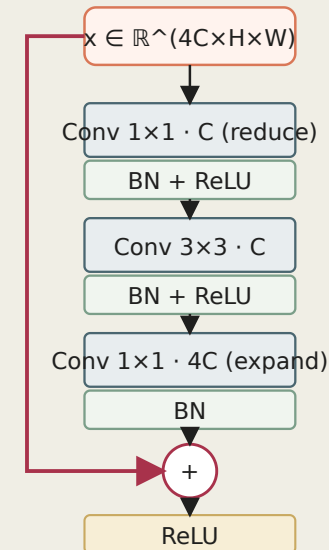 x ∈ ℝ^(4C×H×W)
Conv 1×1 · C (reduce)
BN + ReLU
Conv 3×3 · C
BN + ReLU
Conv 1×1 · 4C (expand)
BN
+
ReLU